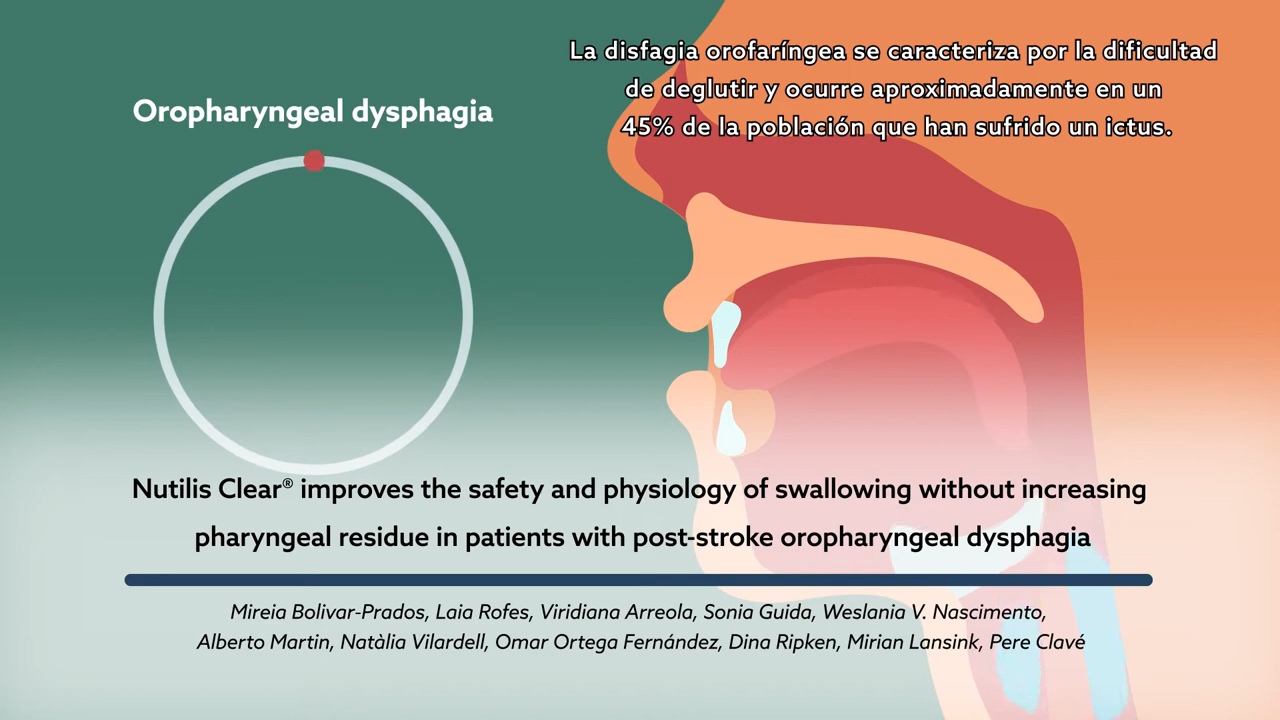 La disfagia orofaríngea se caracteriza por la dificultad
de deglutir y ocurre aproximadamente en un
45% de la población que han sufrido un ictus.
Oropharyngeal dysphagia
Nutilis Clear® improves the safety and physiology of swallowing without increasing
pharyngeal residue in patients with post-stroke oropharyngeal dysphagia
Mireia Bolivar-Prados, Laia Rofes, Viridiana Arreola, Sonia Guida, Weslania V. Nascimento,
Alberto Martin, Natàlia Vilardell, Omar Ortega Fernández, Dina Ripken, Mirian Lansink, Pere Clavé